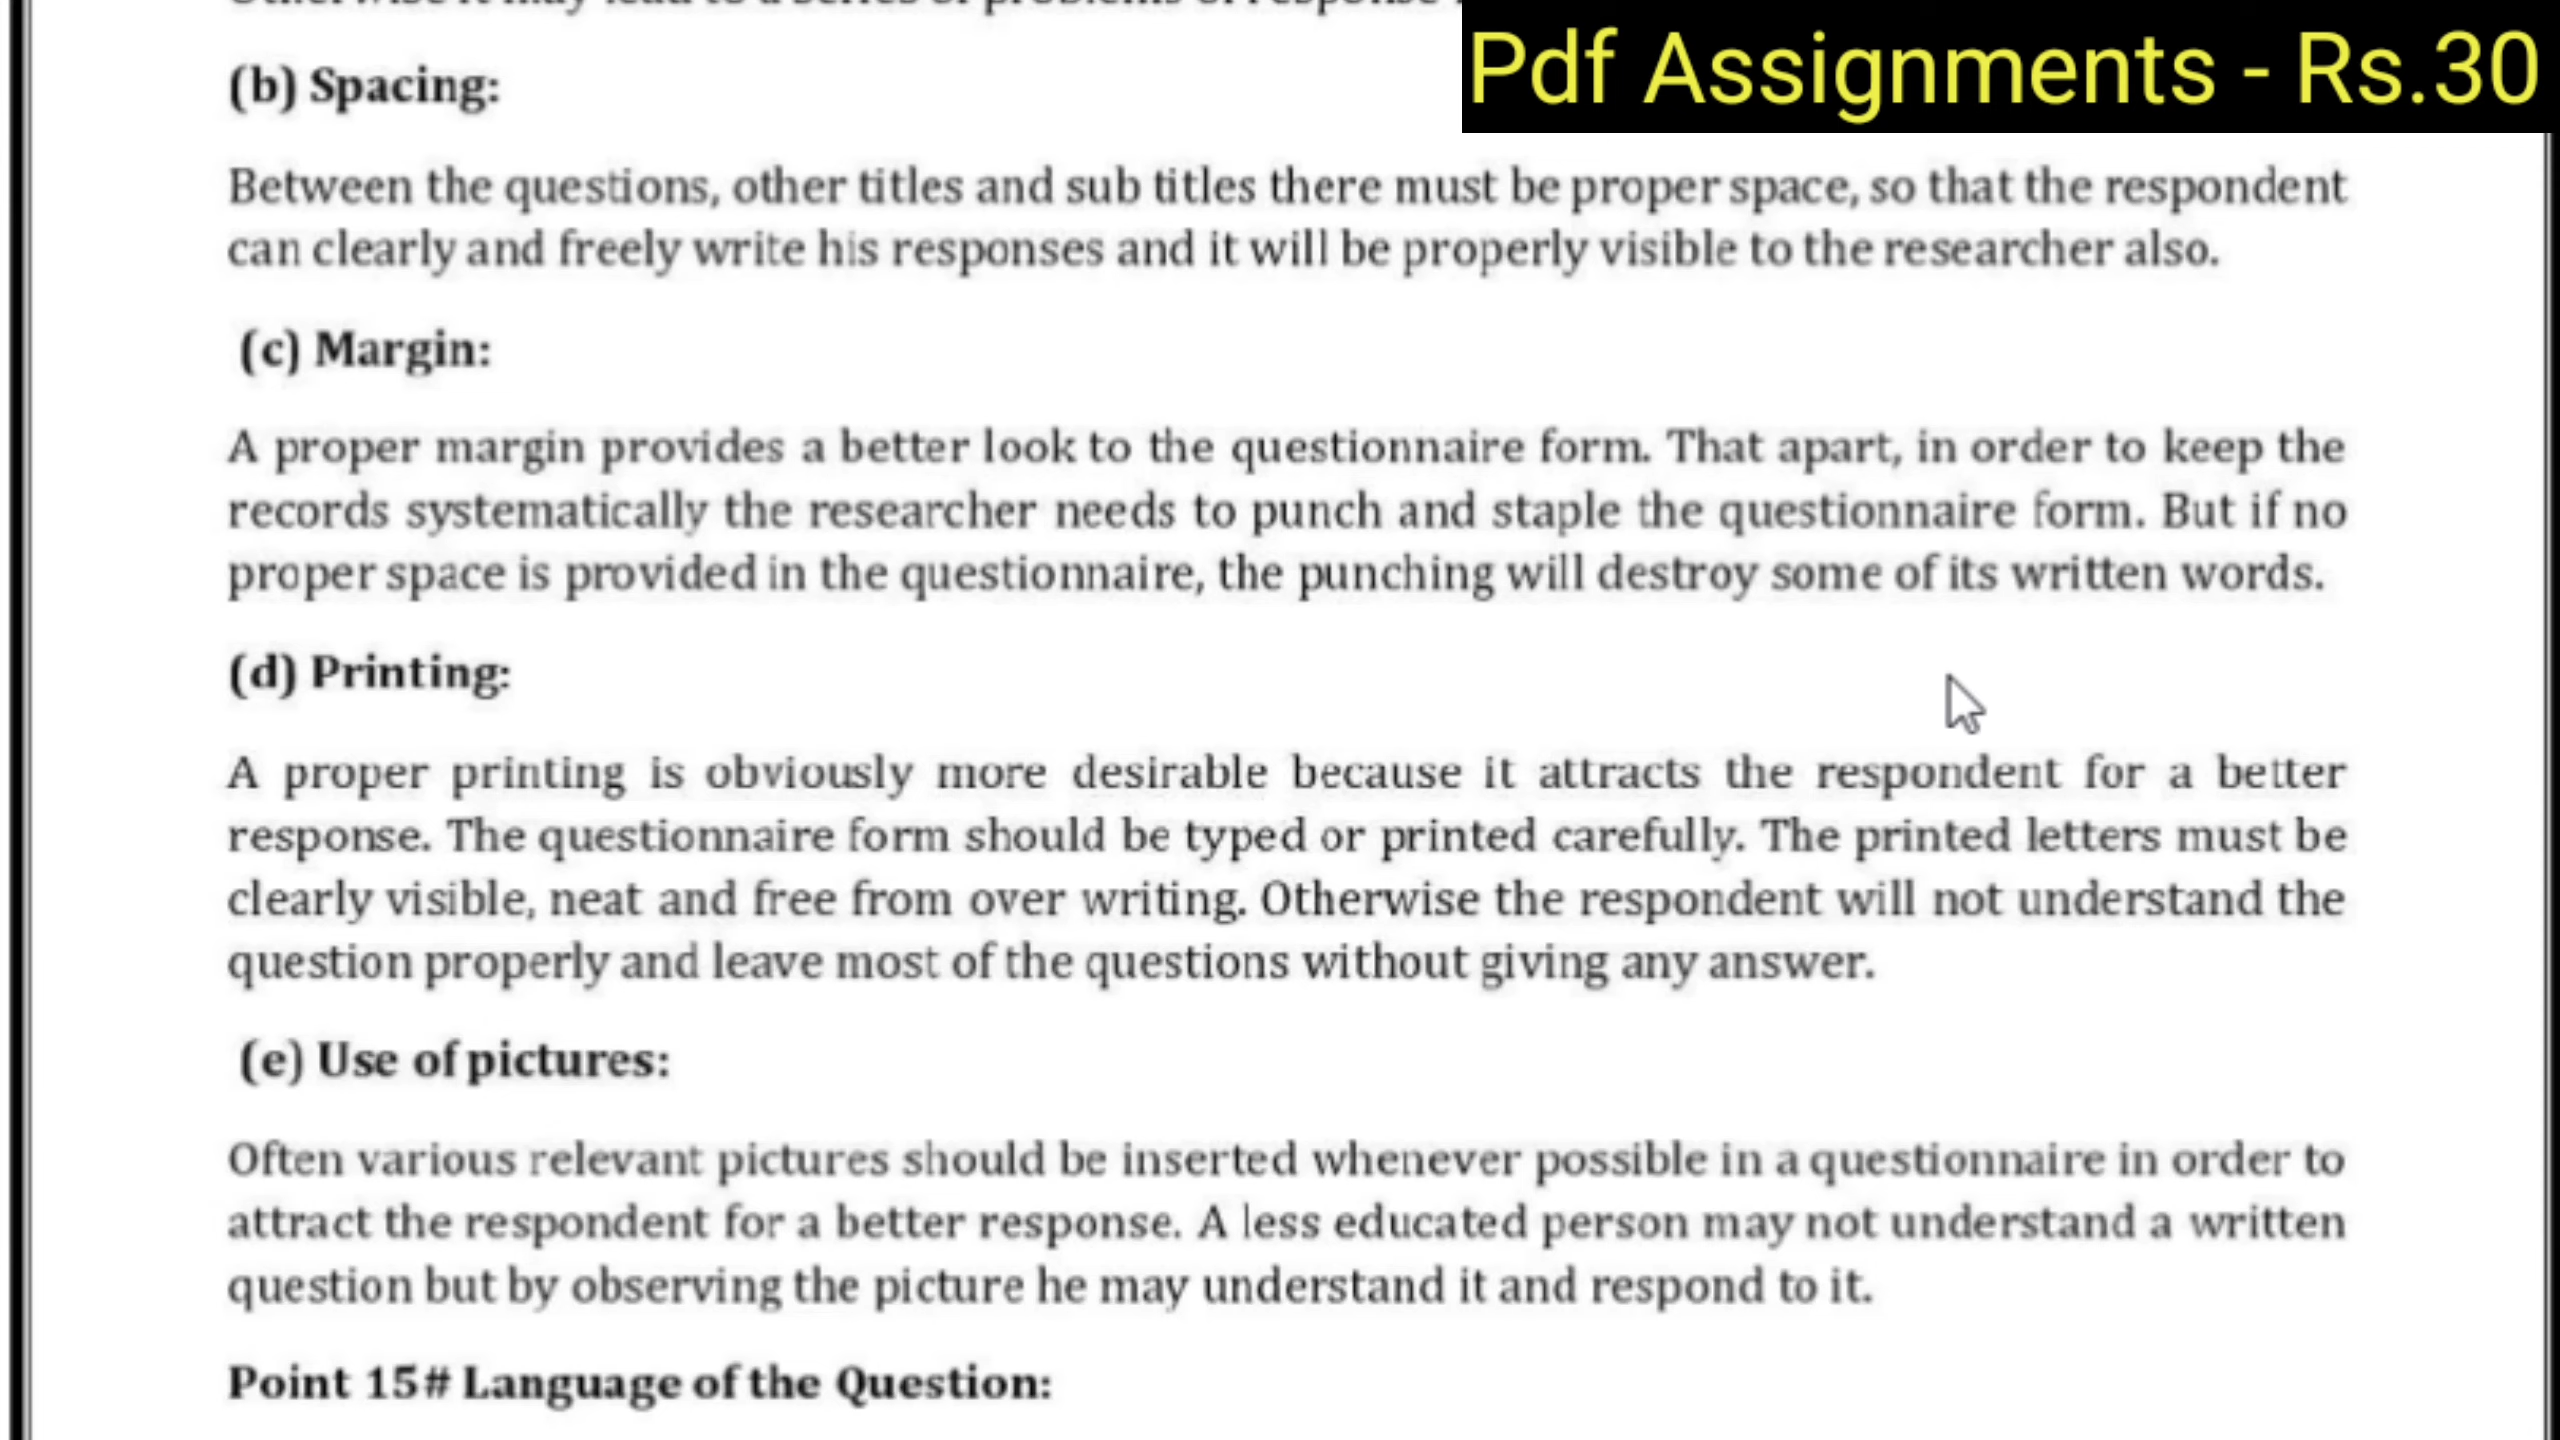 Pdf Assignments - Rs.30
(b) Spacing:
Between the questions, other titles and sub titles there must be proper space, so that the respondent
can clearly and freely write his responses and it will be properly visible to the researcher also.
(c) Margin:
A proper margin provides a better look to the questionnaire form. That apart, in order to keep the
records systematically the researcher needs to punch and staple the questionnaire form. But if no
proper space is provided in the questionnaire, the punching will destroy some of its written words.
(d) Printing:
A proper printing is obviously more desirable because it attracts the respondent for a better
response. The questionnaire form should be typed or printed carefully. The printed letters must be
clearly visible, neat and free from over writing. Otherwise the respondent will not understand the
question properly and leave most of the questions without giving any answer.
(e) Use of pictures:
Often various relevant pictures should be inserted whenever possible in a questionnaire in order to
attract the respondent for a better response. A less educated person may not understand a written
question but by observing the picture he may understand it and respond to it.
Point 15# Language of the Question: